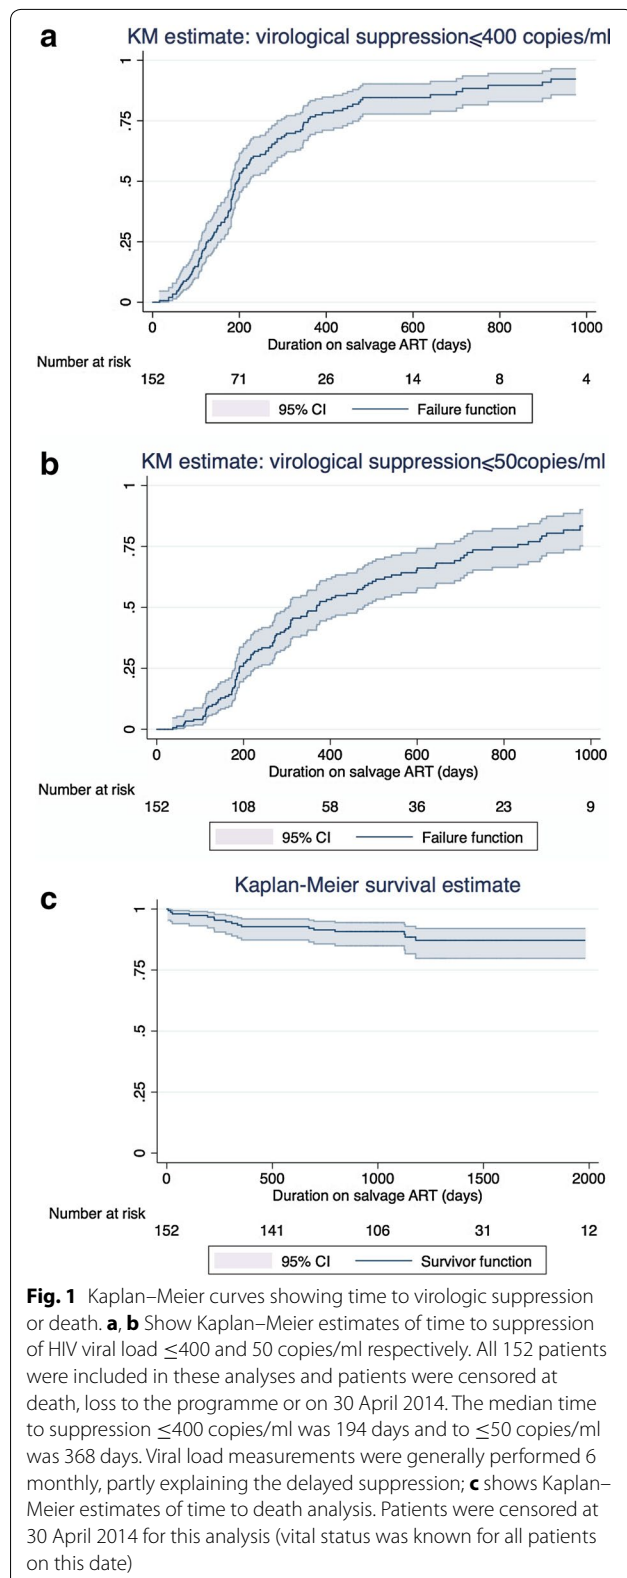 a
KM estimate: virological suppression⩽400 copies/ml
1
.75
.5
.25
0
0 200 400 600 800 1000
Duration on salvage ART (days)
Number at risk
152 71 26 14 8 4
95% CI Failure function
b
KM estimate: virological suppression⩽50copies/ml
1
.75
.5
.25
0
0 200 400 600 800 1000
Duration on salvage ART (days)
Number at risk
152 108 58 36 23 9
95% CI Failure function
c
Kaplan-Meier survival estimate
1
.75
.5
.25
0
0 500 1000 1500 2000
Duration on salvage ART (days)
Number at risk
152 141 106 31 12
95% CI Survivor function
Fig. 1 Kaplan–Meier curves showing time to virologic suppression
or death. a, b Show Kaplan–Meier estimates of time to suppression
of HIV viral load ≤400 and 50 copies/ml respectively. All 152 patients
were included in these analyses and patients were censored at
death, loss to the programme or on 30 April 2014. The median time
to suppression ≤400 copies/ml was 194 days and to ≤50 copies/ml
was 368 days. Viral load measurements were generally performed 6
monthly, partly explaining the delayed suppression; c shows Kaplan–
Meier estimates of time to death analysis. Patients were censored at
30 April 2014 for this analysis (vital status was known for all patients
on this date)